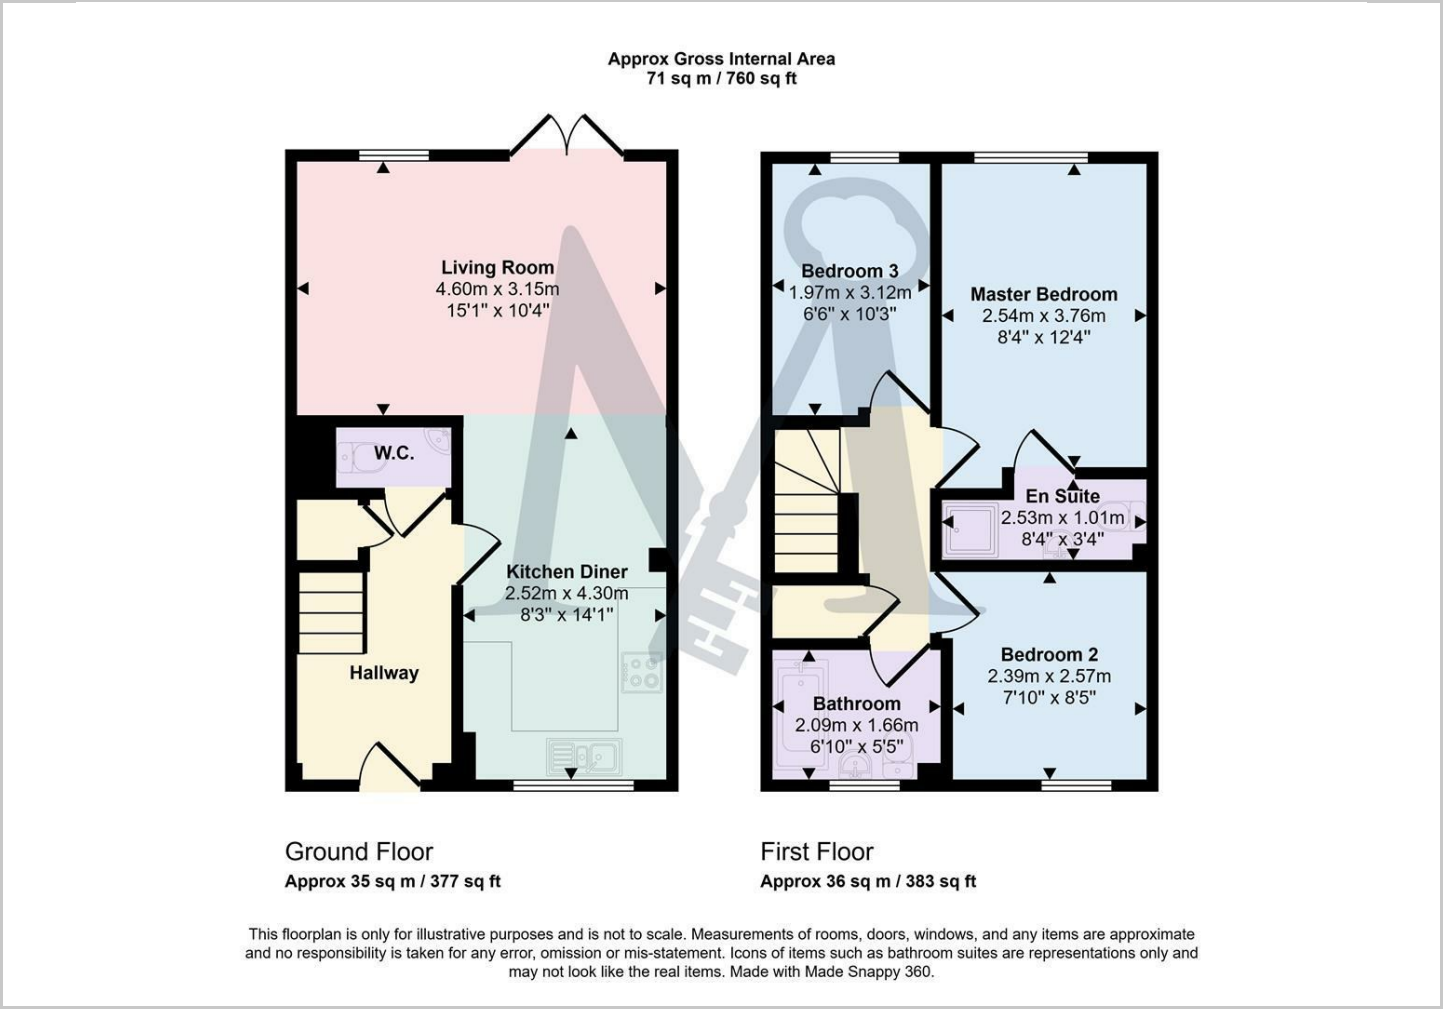 Approx Gross Internal Area
71 sq m / 760 sq ft
Living Room
4.60m x 3.15m
15'1" x 10'4"
W.C.
Kitchen Diner
2.52m x 4.30m
8'3" x 14'1"
Hallway
Bedroom 3
1.97m x 3.12m
6'6" x 10'3"
Master Bedroom
2.54m x 3.76m
8'4" x 12'4"
En Suite
2.53m x 1.01m
8'4" x 3'4"
Bedroom 2
2.39m x 2.57m
7'10" x 8'5"
Bathroom
2.09m x 1.66m
6'10" x 5'5"
Ground Floor
Approx 35 sq m / 377 sq ft
First Floor
Approx 36 sq m / 383 sq ft
This floorplan is only for illustrative purposes and is not to scale. Measurements of rooms, doors, windows, and any items are approximate
and no responsibility is taken for any error, omission or mis-statement. Icons of items such as bathroom suites are representations only and
may not look like the real items. Made with Made Snappy 360.